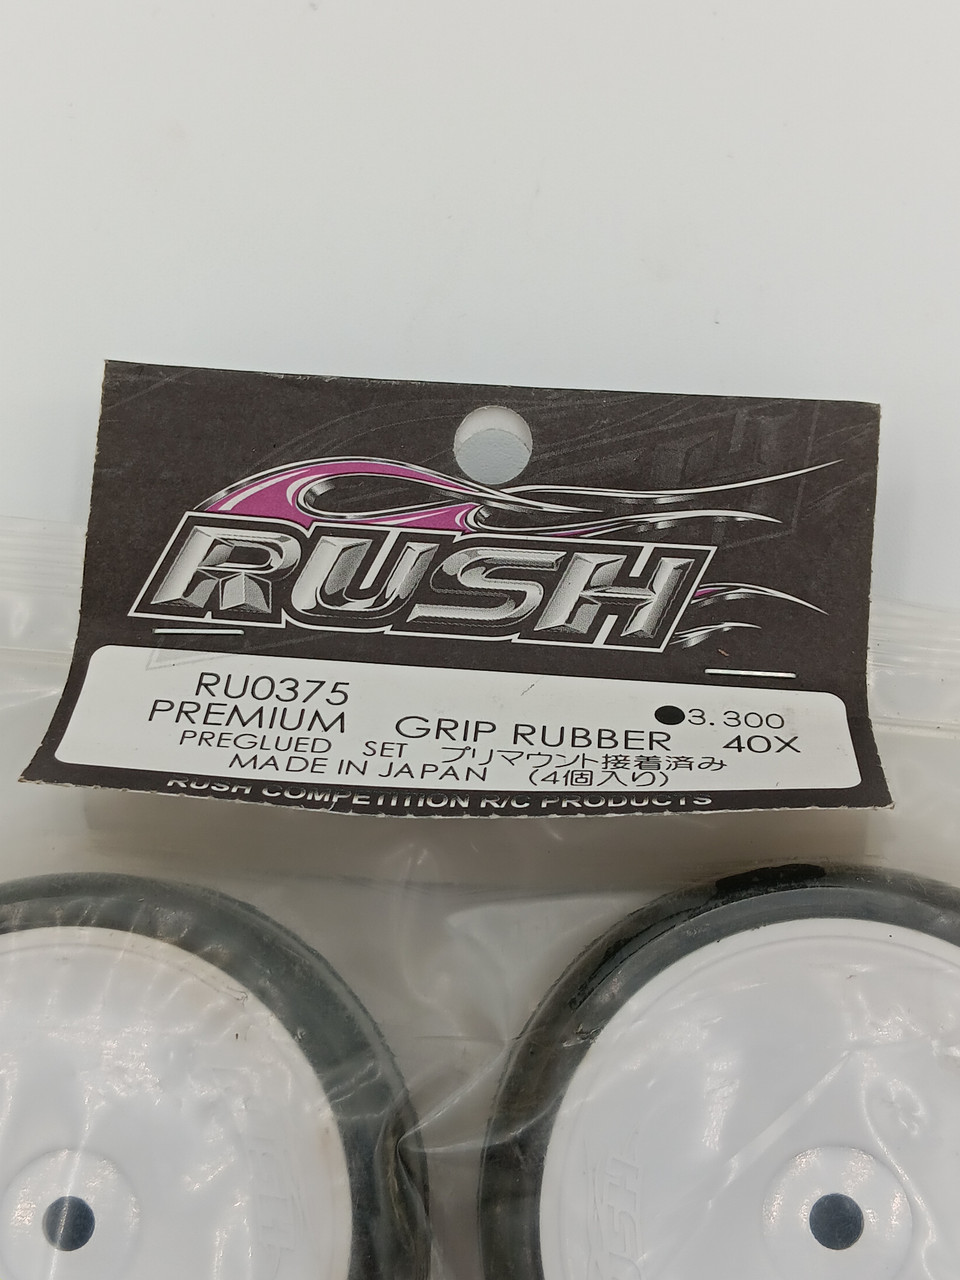 RUSH
RU0375 ●3.300
PREMIUM GRIP RUBBER 40X
PREGLUED SET プリマウント接着済み
MADE IN JAPAN (4個入り)
RUSH COMPETITION R/C PRODUCTS
RUSH